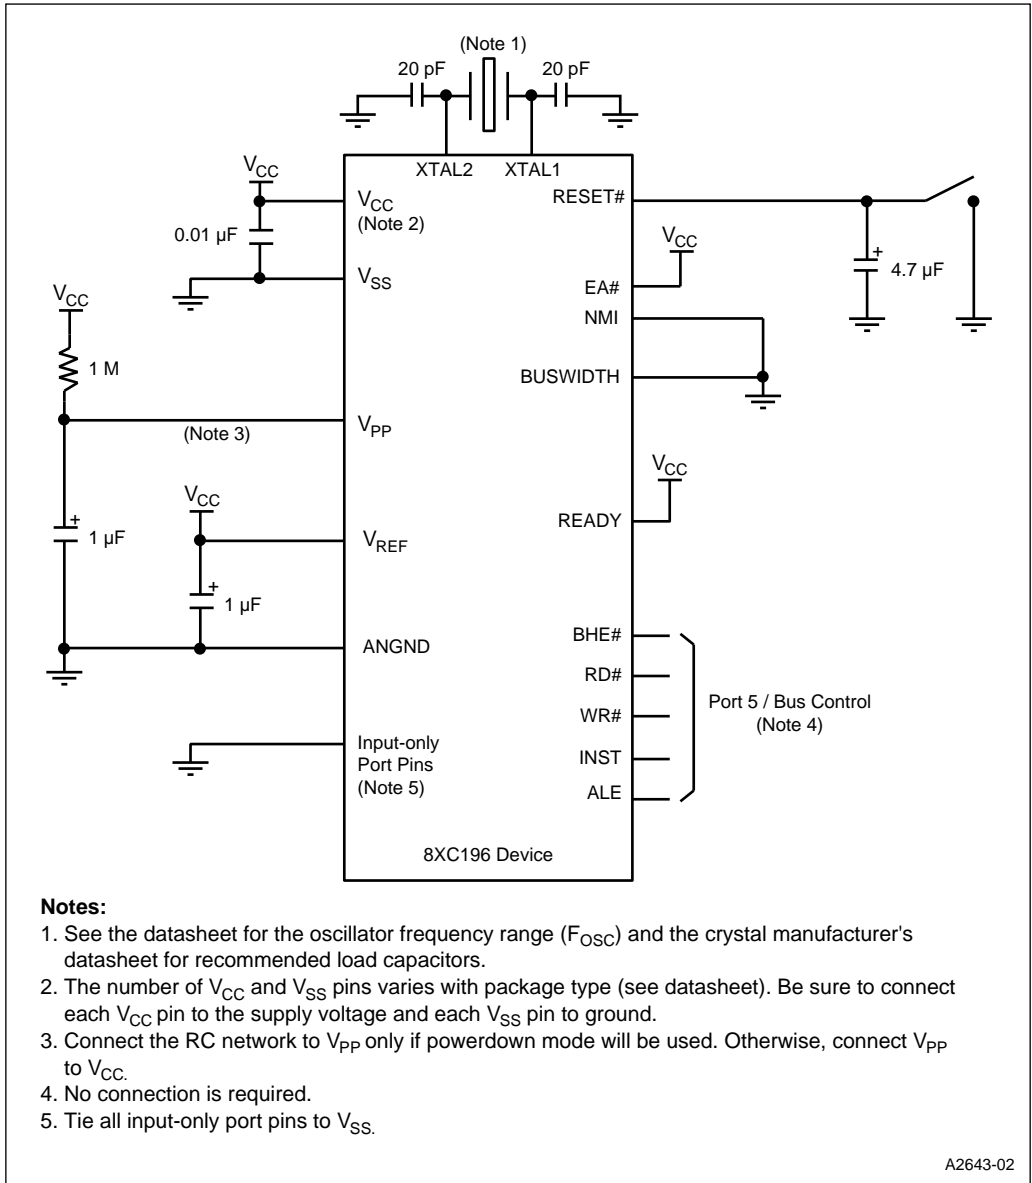 (Note 1)
20 pF
20 pF
XTAL2
XTAL1
VCC
VCC
(Note 2)
RESET#
0.01 µF
VCC
+
4.7 µF
VSS
EA#
VCC
NMI
1 M
BUSWIDTH
(Note 3)
VPP
VCC
VCC
+
1 µF
READY
VREF
+
1 µF
ANGND
BHE#
RD#
Port 5 / Bus Control
(Note 4)
WR#
Input-only
Port Pins
(Note 5)
INST
ALE
8XC196 Device
Notes:
1. See the datasheet for the oscillator frequency range (FOSC) and the crystal manufacturer's
datasheet for recommended load capacitors.
2. The number of VCC and VSS pins varies with package type (see datasheet). Be sure to connect
each VCC pin to the supply voltage and each VSS pin to ground.
3. Connect the RC network to VPP only if powerdown mode will be used. Otherwise, connect VPP
to VCC.
4. No connection is required.
5. Tie all input-only port pins to VSS.
A2643-02